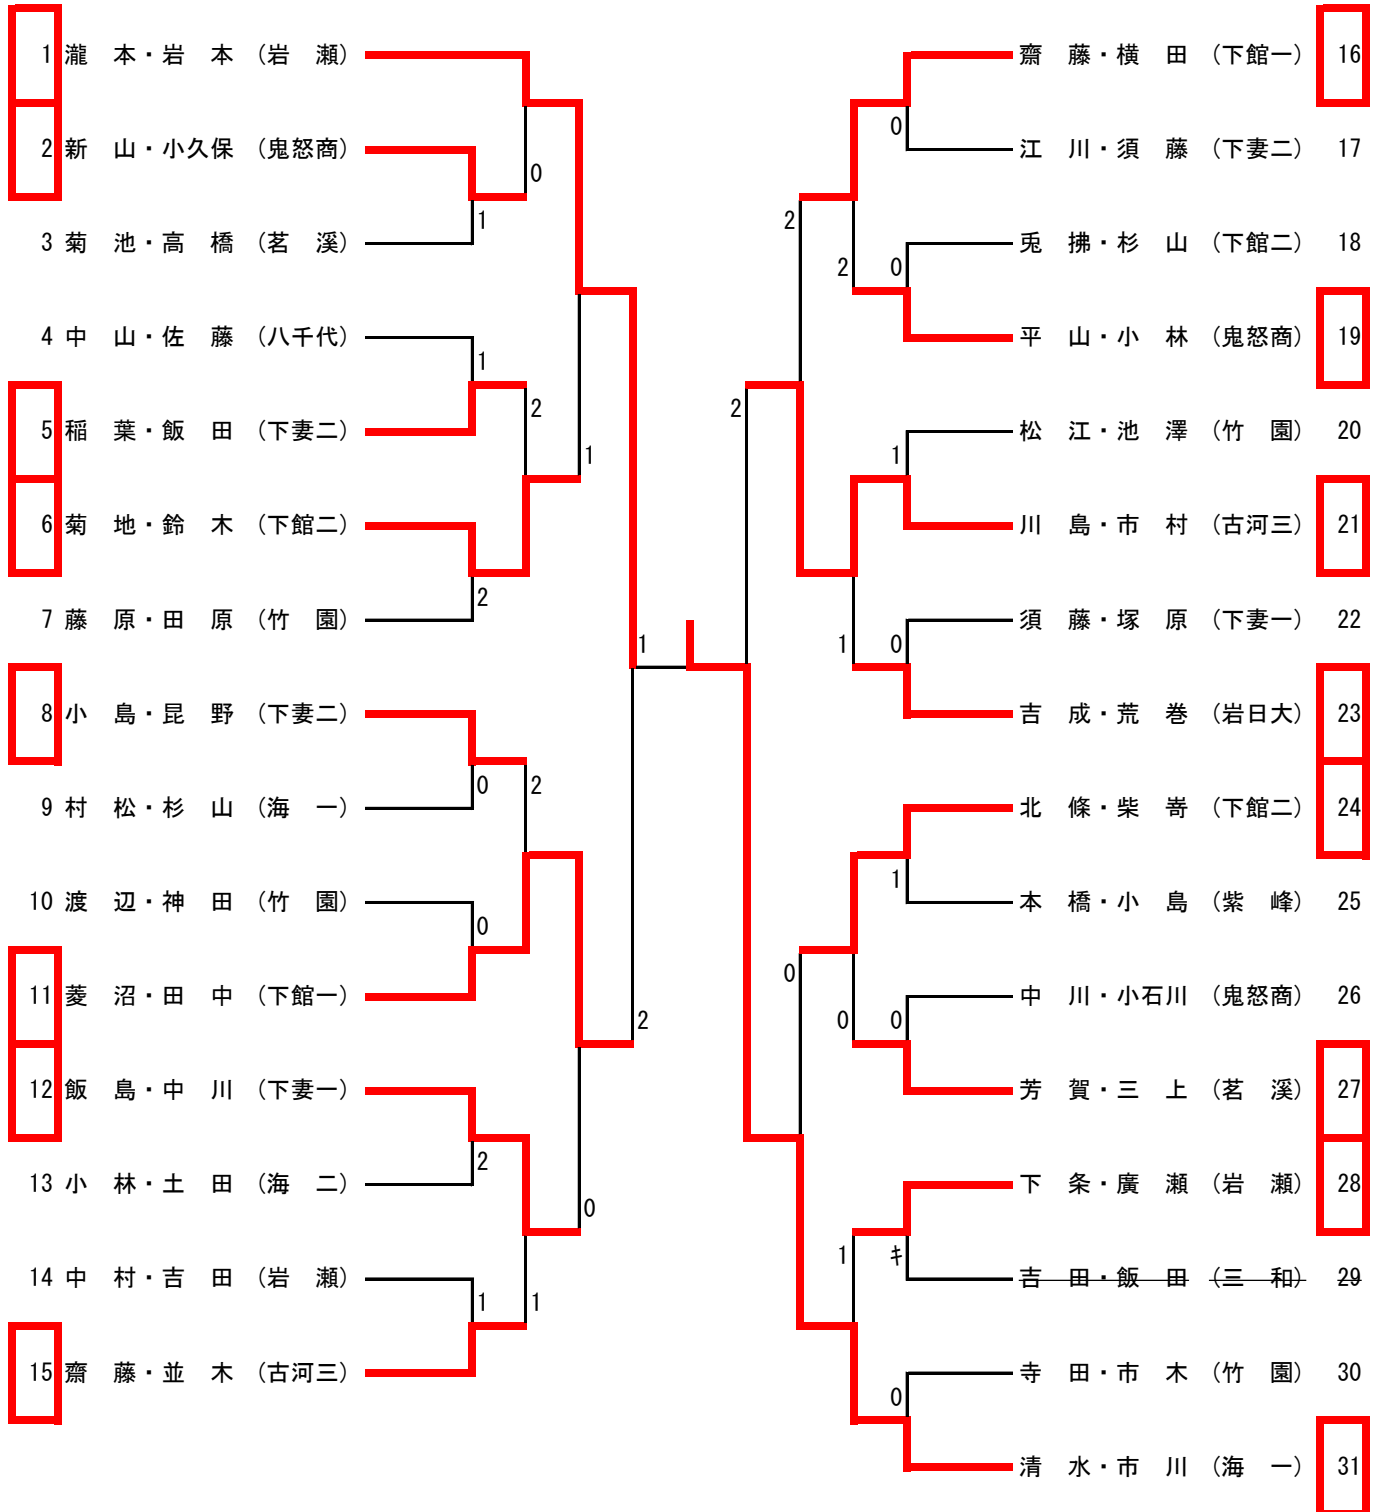 1 瀧　本・岩　本 （岩　瀬）
2 新　山・小久保 （鬼怒商）
0
1
3 菊　池・高　橋 （茗　溪）
4 中　山・佐　藤 （八千代）
1
2
5 稲　葉・飯　田 （下妻二）
1
6 菊　地・鈴　木 （下館二）
2
7 藤　原・田　原 （竹　園）
1
8 小　島・昆　野 （下妻二）
0
2
9 村　松・杉　山 （海　一）
10 渡　辺・神　田 （竹　園）
0
11 菱　沼・田　中 （下館一）
2
12 飯　島・中　川 （下妻一）
2
13 小　林・土　田 （海　二）
0
14 中　村・吉　田 （岩　瀬）
1
1
15 齋　藤・並　木 （古河三）
齋　藤・横　田 （下館一） 16
0
江　川・須　藤 （下妻二） 17
2
兎　拂・杉　山 （下館二） 18
2
0
平　山・小　林 （鬼怒商） 19
2
松　江・池　澤 （竹　園） 20
1
川　島・市　村 （古河三） 21
須　藤・塚　原 （下妻一） 22
1
0
吉　成・荒　巻 （岩日大） 23
北　條・柴　嵜 （下館二） 24
1
本　橋・小　島 （紫　峰） 25
0
中　川・小石川 （鬼怒商） 26
0
0
芳　賀・三　上 （茗　溪） 27
下　条・廣　瀬 （岩　瀬） 28
1
キ
吉　田・飯　田 （三　和） 29
寺　田・市　木 （竹　園） 30
0
清　水・市　川 （海　一） 31